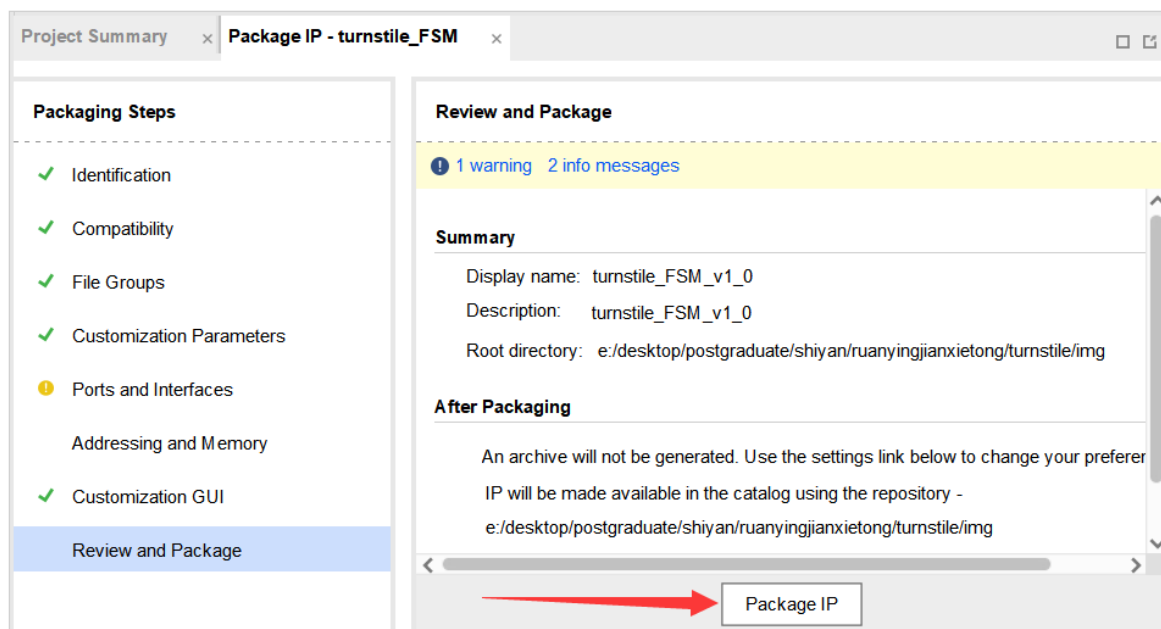 Project Summary × Package IP - turnstile_FSM ×
Packaging Steps
Identification
Compatibility
File Groups
Customization Parameters
Ports and Interfaces
Addressing and Memory
Customization GUI
Review and Package
Review and Package
1 warning 2 info messages
Summary
Display name: turnstile_FSM_v1_0
Description: turnstile_FSM_v1_0
Root directory: e:/desktop/postgraduate/shiyan/ruanyingjianxietong/turnstile/img
After Packaging
An archive will not be generated. Use the settings link below to change your preferer
IP will be made available in the catalog using the repository -
e:/desktop/postgraduate/shiyan/ruanyingjianxietong/turnstile/img
Package IP